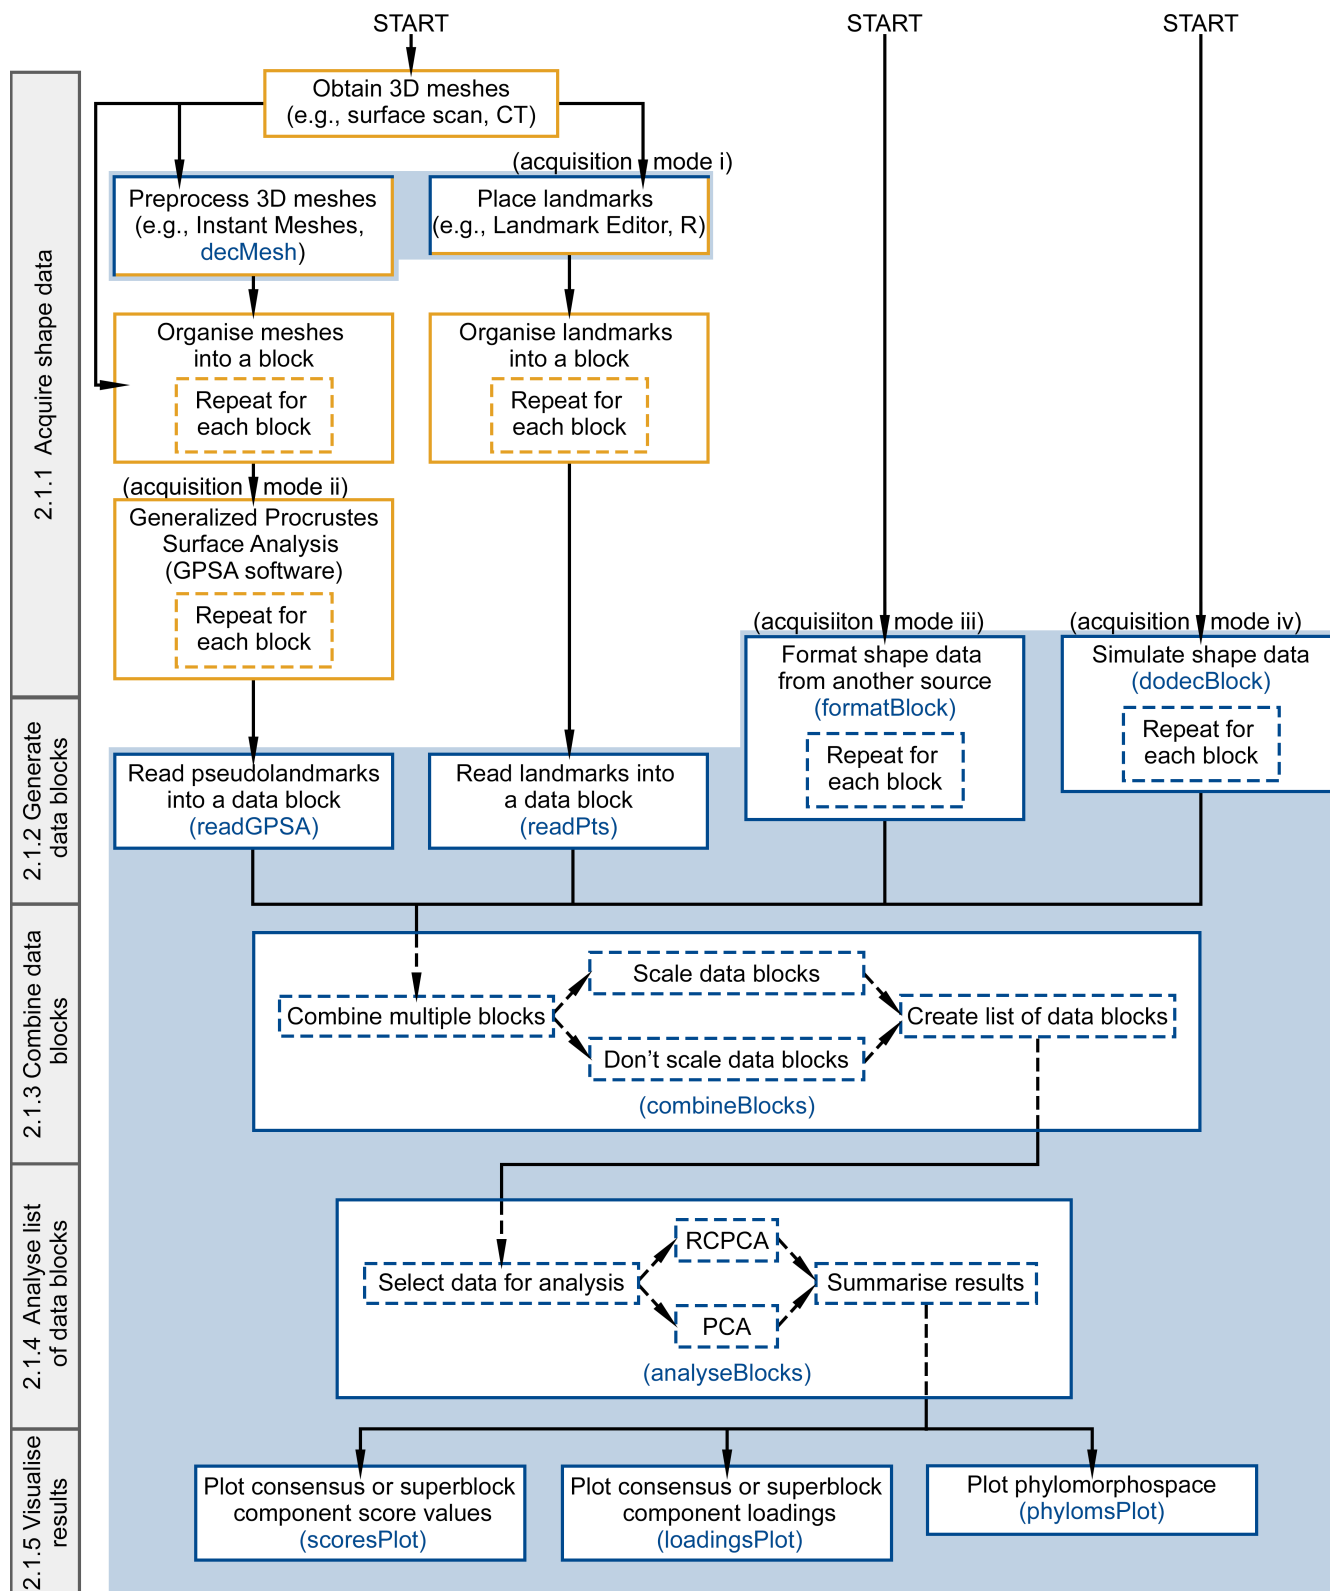 START
START
START
2.1.1 Acquire shape data
Obtain 3D meshes
(e.g., surface scan, CT)
(acquisition mode i)
Preprocess 3D meshes
(e.g., Instant Meshes,
decMesh)
Place landmarks
(e.g., Landmark Editor, R)
Organise meshes
into a block
Repeat for
each block
Organise landmarks
into a block
Repeat for
each block
(acquisition mode ii)
Generalized Procrustes
Surface Analysis
(GPSA software)
Repeat for
each block
(acquisiiton mode iii)
Format shape data
from another source
(formatBlock)
Repeat for
each block
(acquisition mode iv)
Simulate shape data
(dodecBlock)
Repeat for
each block
2.1.2 Generate
data blocks
Read pseudolandmarks
into a data block
(readGPSA)
Read landmarks into
a data block
(readPts)
2.1.3 Combine data
blocks
Combine multiple blocks
Scale data blocks
Don't scale data blocks
Create list of data blocks
(combineBlocks)
2.1.4 Analyse list
of data blocks
Select data for analysis
RCPCA
PCA
Summarise results
(analyseBlocks)
2.1.5 Visualise
results
Plot consensus or superblock
component score values
(scoresPlot)
Plot consensus or superblock
component loadings
(loadingsPlot)
Plot phylomorphospace
(phylomsPlot)